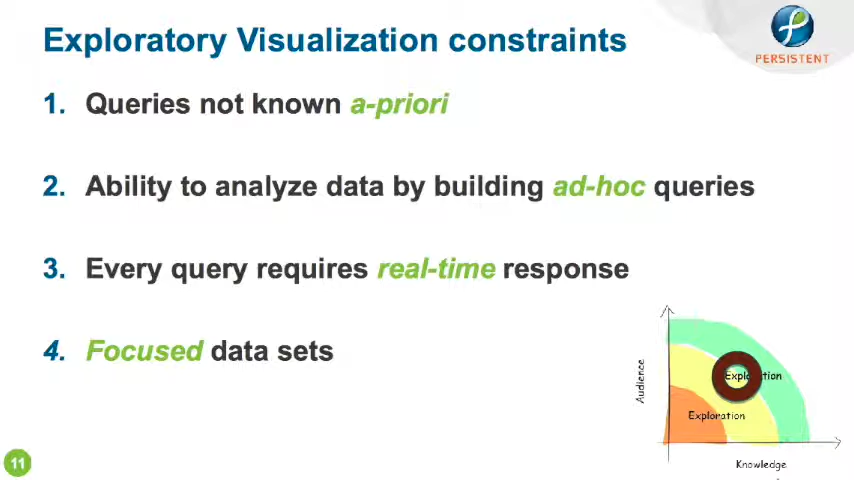 Exploratory Visualization constraints
PERSISTENT
1. Queries not known a-priori
2. Ability to analyze data by building ad-hoc queries
3. Every query requires real-time response
4. Focused data sets
Audience
Exploration
Knowledge
11